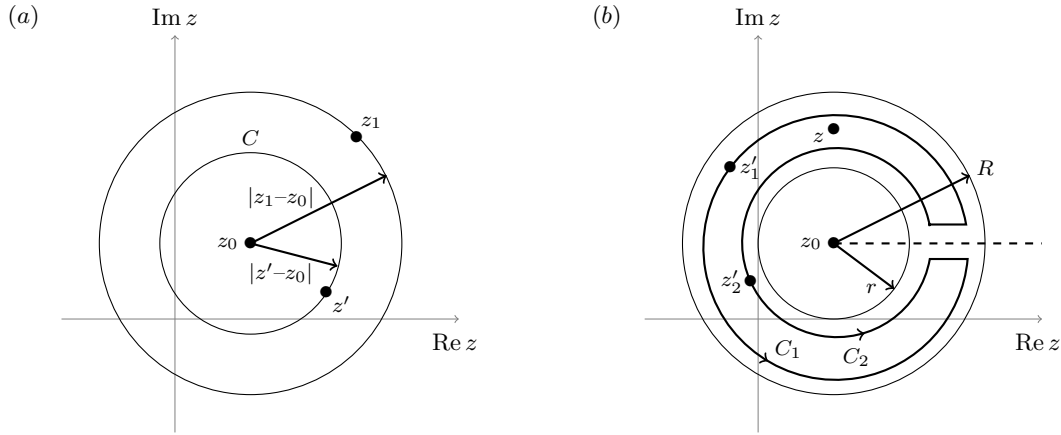 (a)
Im z
z₁
C
|z₁–z₀|
z₀
|z′–z₀|
z′
Re z
(b)
Im z
z
z′₁
R
z₀
z′₂
r
C₁
C₂
Re z